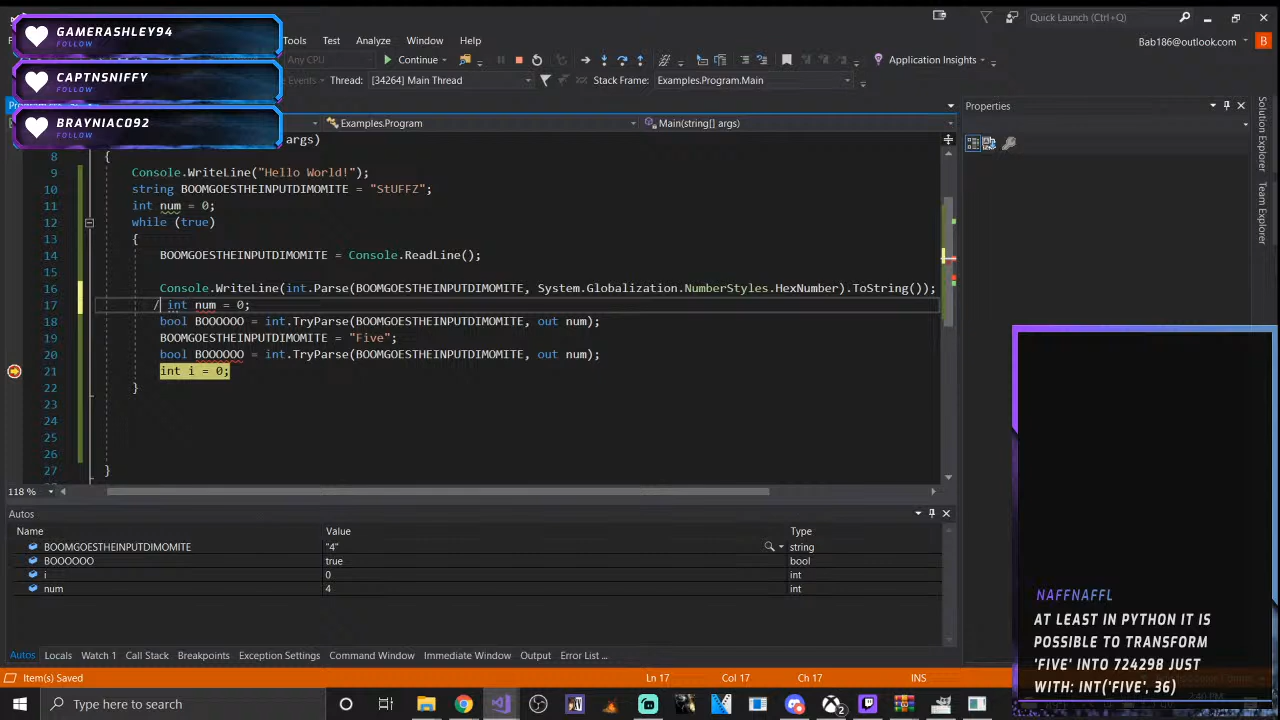 GAMERASHLEY94
FOLLOW
CAPTNSNIFFY
FOLLOW
BRAYNIAC092
FOLLOW
Tools Test Analyze Window Help
Quick Launch (Ctrl+Q)
Bab186@outlook.com B
Any CPU Continue Application Insights
Events Thread: [34264] Main Thread Stack Frame: Examples.Program.Main
Examples.Program Main(string[] args)
Properties
Solution Explorer
Team Explorer
args)
8 {
9 Console.WriteLine("Hello World!");
10 string BOOMGOESTHEINPUTDIMOMITE = "StUFFZ";
11 int num = 0;
12 while (true)
13 {
14 BOOMGOESTHEINPUTDIMOMITE = Console.ReadLine();
15
16 Console.WriteLine(int.Parse(BOOMGOESTHEINPUTDIMOMITE, System.Globalization.NumberStyles.HexNumber).ToString());
17 / int num = 0;
18 bool BOOOOOO = int.TryParse(BOOMGOESTHEINPUTDIMOMITE, out num);
19 BOOMGOESTHEINPUTDIMOMITE = "Five";
20 bool BOOOOOO = int.TryParse(BOOMGOESTHEINPUTDIMOMITE, out num);
21 int i = 0;
22 }
23
24
25
26
27 }
118 %
Autos
Name Value Type
BOOMGOESTHEINPUTDIMOMITE "4" string
BOOOOOO true bool
i 0 int
num 4 int
Autos Locals Watch 1 Call Stack Breakpoints Exception Settings Command Window Immediate Window Output Error List ...
Item(s) Saved Ln 17 Col 17 Ch 17 INS
NAFFNAFFL
AT LEAST IN PYTHON IT IS
POSSIBLE TO TRANSFORM
'FIVE' INTO 724298 JUST
WITH: INT('FIVE', 36)
Type here to search
2:40 PM